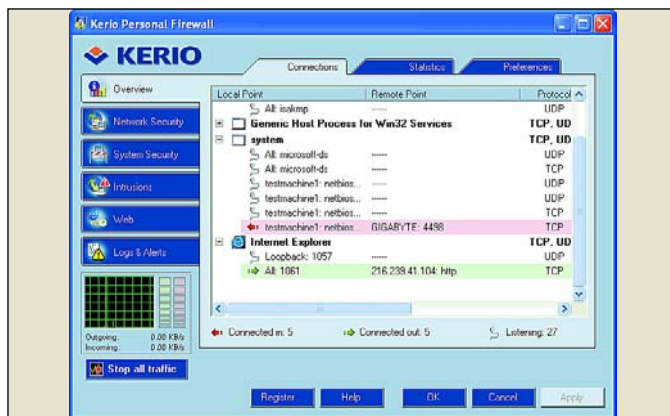 Kerio Personal Firewall
KERIO
Connections Statistics Preferences
Overview
Network Security
System Security
Intrusions
Web
Logs & Alerts
Local Point Remote Point Protocol
All: isakmp ----- UDP
Generic Host Process for Win32 Services TCP, UD
system TCP, UD
All: microsoft-ds ----- UDP
All: microsoft-ds ----- TCP
testmachine1: netbios... ----- UDP
testmachine1: netbios... ----- UDP
testmachine1: netbios... ----- TCP
testmachine1: netbios... GIGABYTE: 4498 TCP
Internet Explorer TCP, UD
Loopback: 1057 ----- UDP
All: 1061 216.239.41.104: http TCP
Connected in: 5 Connected out: 5 Listening: 27
Outgoing: 0.00 KB/s
Incoming: 0.00 KB/s
Stop all traffic
Register... Help OK Cancel Apply